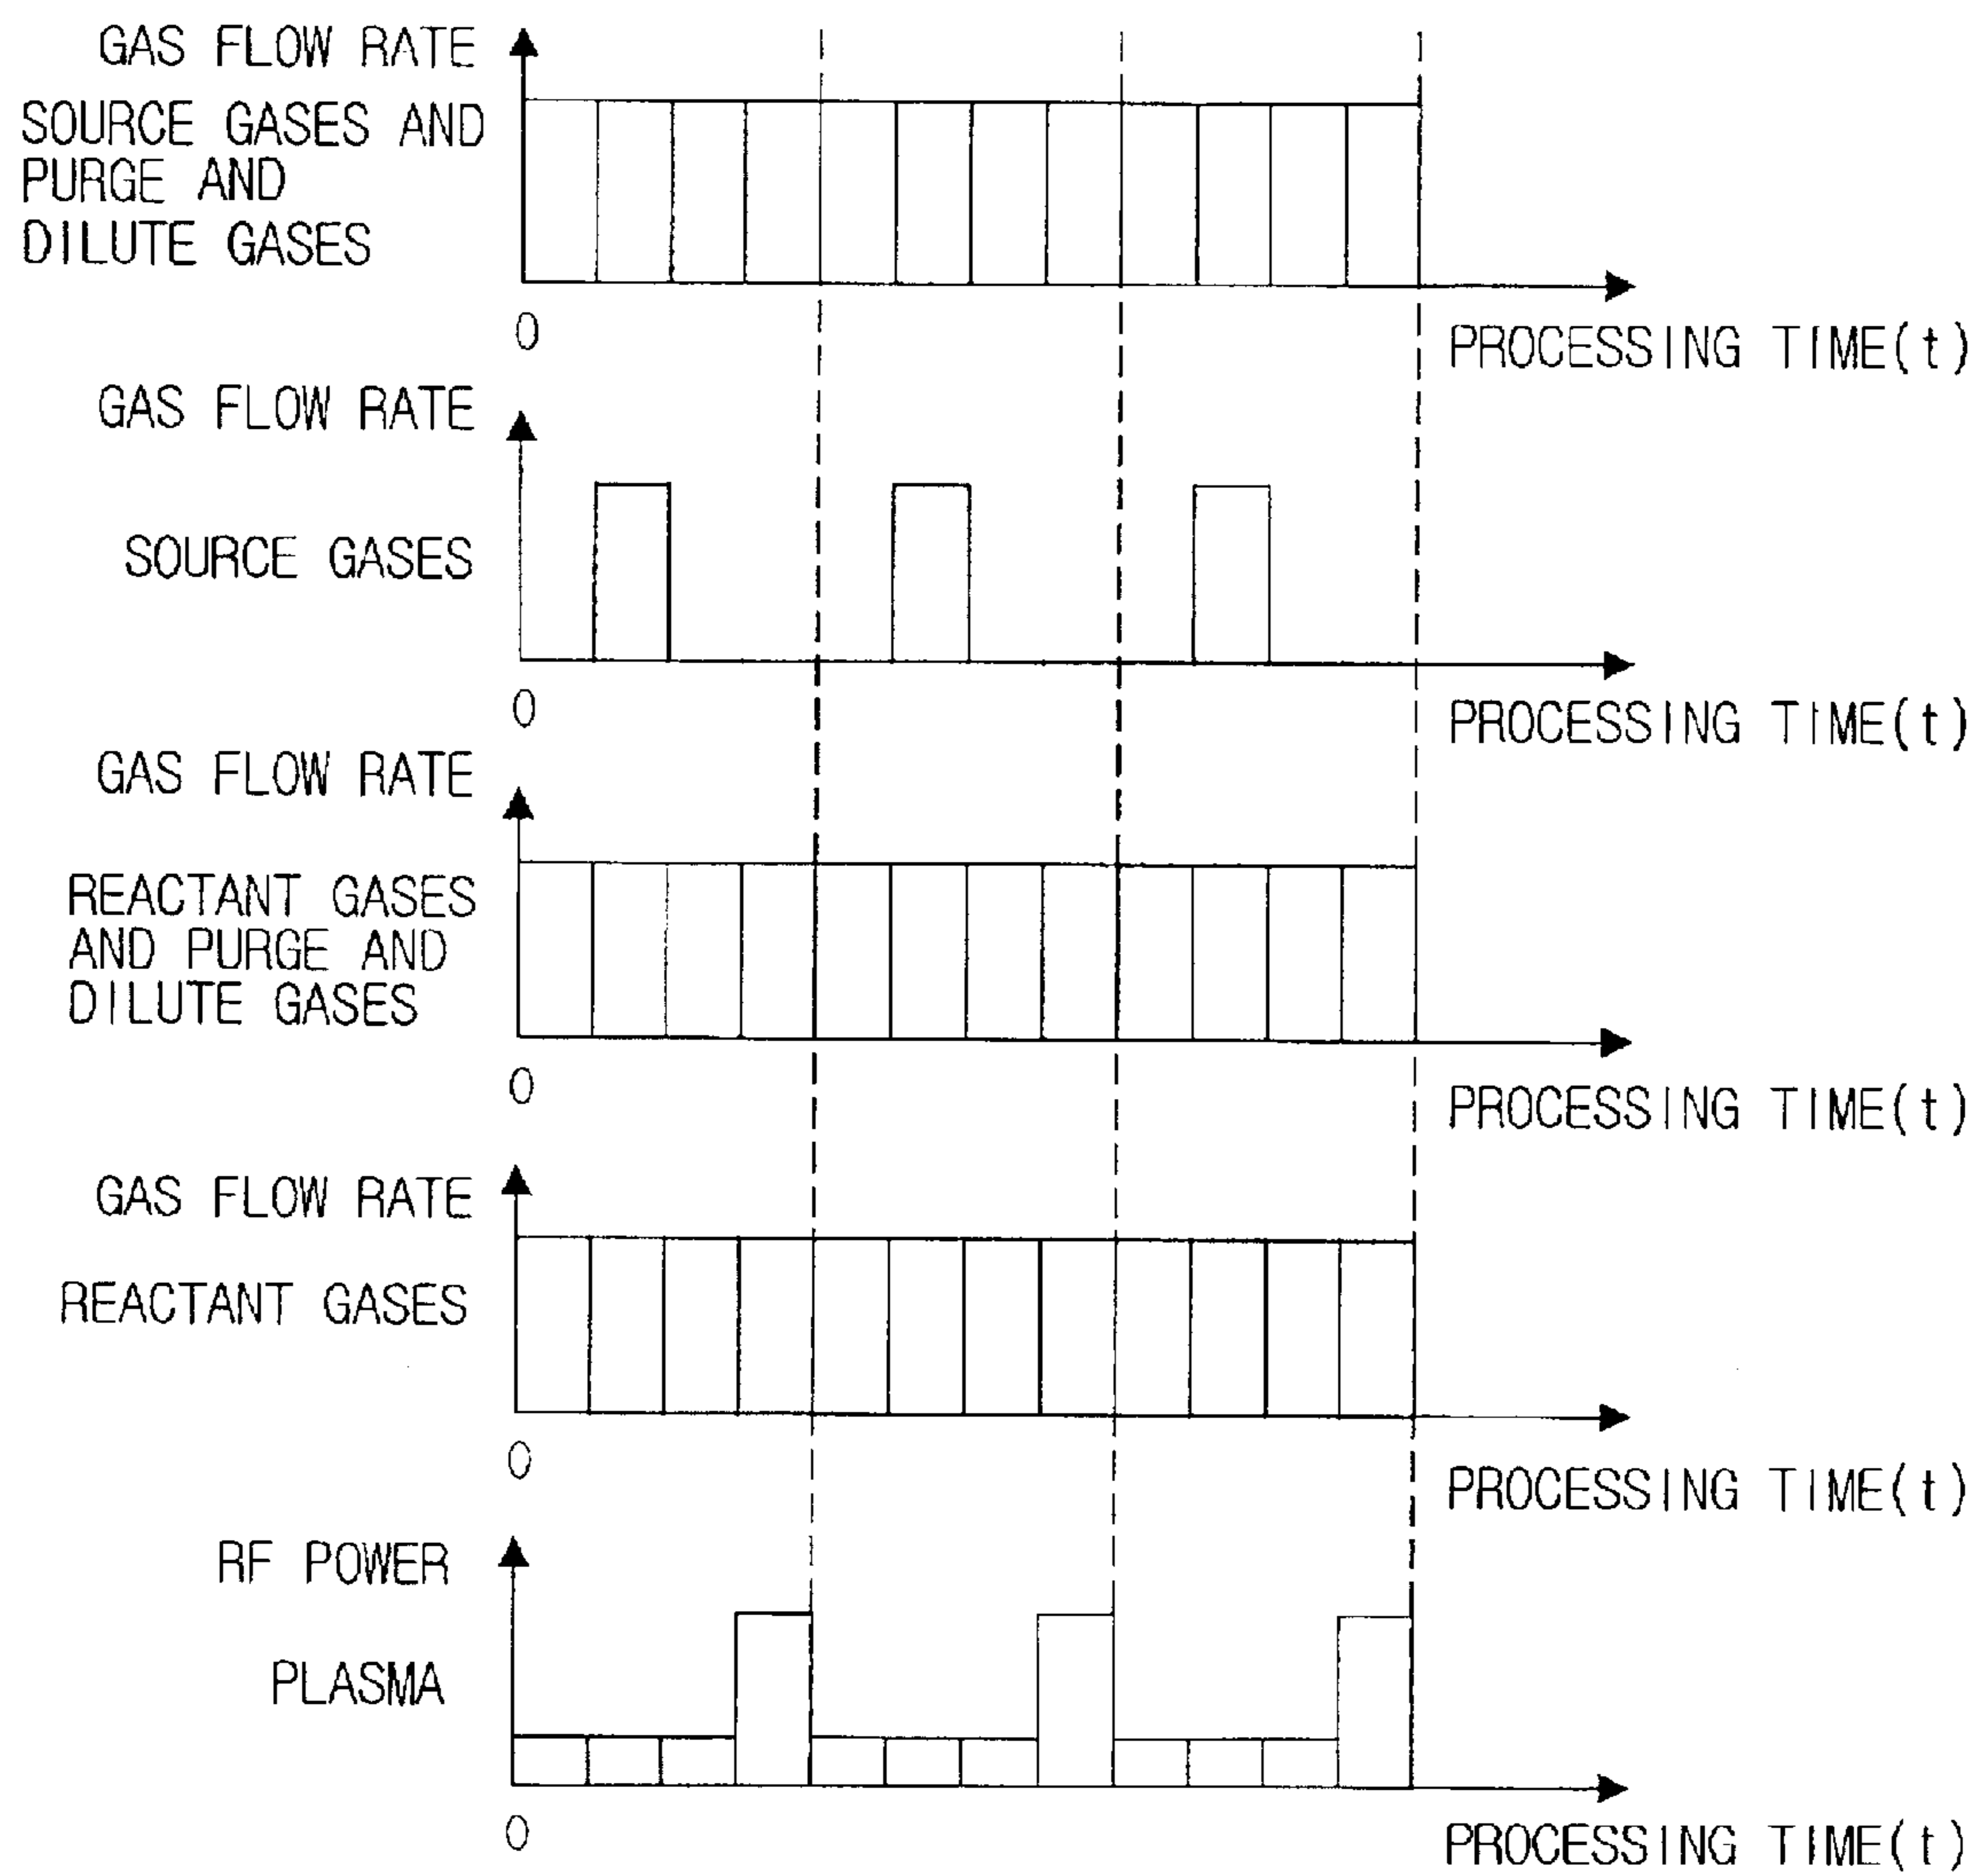 GAS FLOW RATE
SOURCE GASES AND
PURGE AND
DILUTE GASES
0
PROCESSING TIME(t)
GAS FLOW RATE
SOURCE GASES
0
PROCESSING TIME(t)
GAS FLOW RATE
REACTANT GASES
AND PURGE AND
DILUTE GASES
0
PROCESSING TIME(t)
GAS FLOW RATE
REACTANT GASES
0
PROCESSING TIME(t)
RF POWER
PLASMA
0
PROCESSING TIME(t)